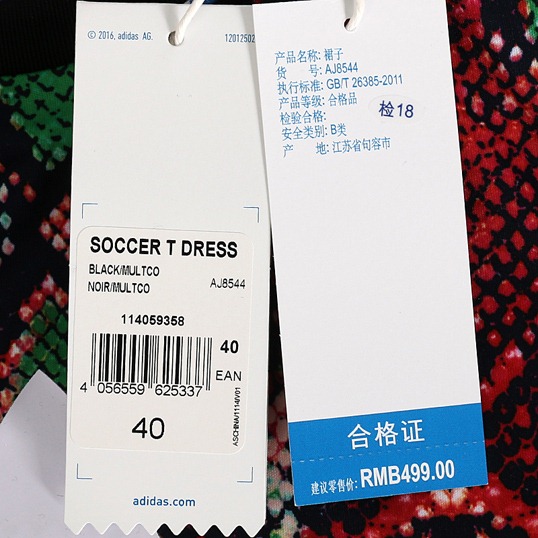 © 2016, adidas AG.
12012502
SOCCER T DRESS
BLACK/MULTCO
NOIR/MULTCO
AJ8544
114059358
40
EAN
4 056559 625337
40
adidas.com
产品名称: 裙子
货 号: AJ8544
执行标准: GB/T 26385-2011
产品等级: 合格品
检验合格:
检18
安全类别: B类
产 地: 江苏省句容市
合格证
建议零售价: RMB499.00